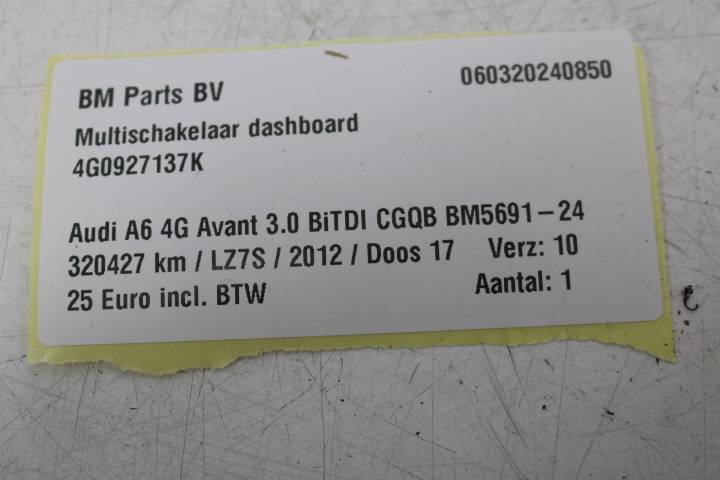 BM Parts BV 060320240850
Multischakelaar dashboard
4G0927137K
Audi A6 4G Avant 3.0 BiTDI CGQB BM5691-24
320427 km / LZ7S / 2012 / Doos 17 Verz: 10
25 Euro incl. BTW Aantal: 1